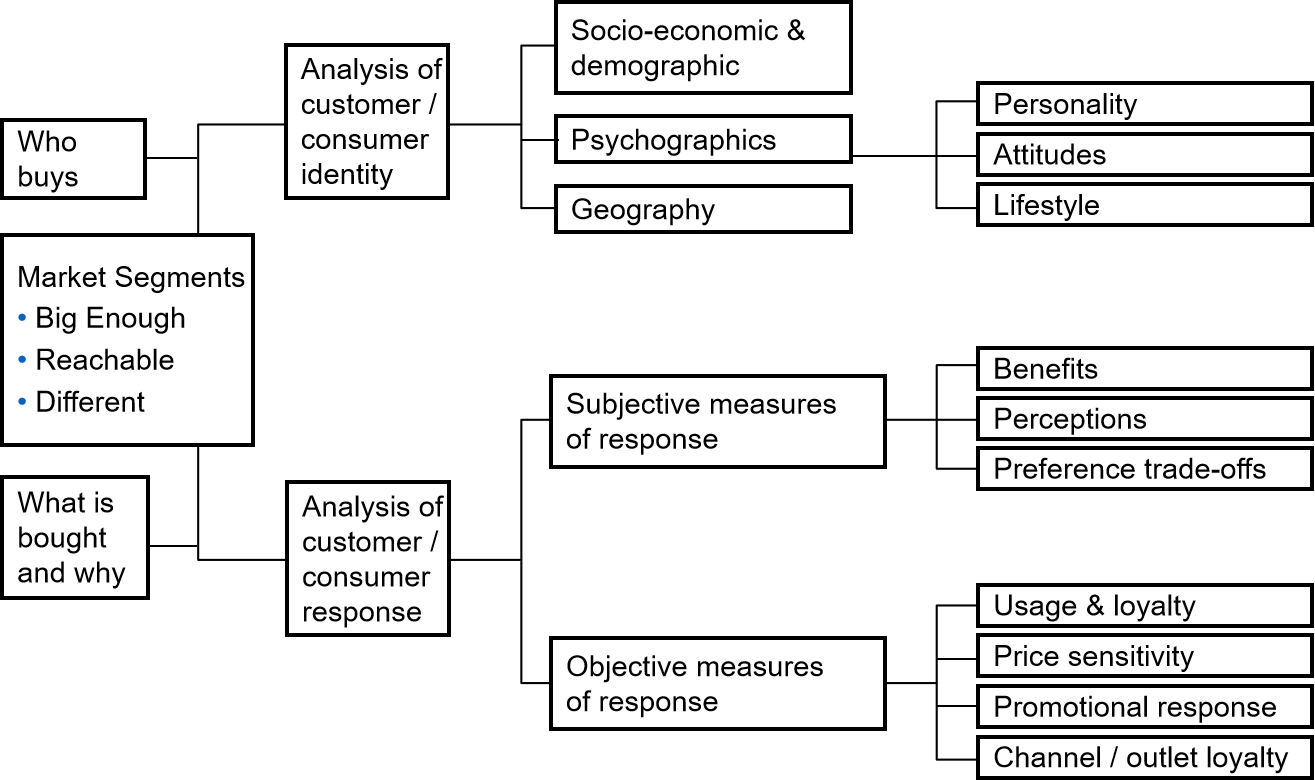 Who
buys
Market Segments
• Big Enough
• Reachable
• Different
What is
bought
and why
Analysis of
customer /
consumer
identity
Analysis of
customer /
consumer
response
Socio-economic &
demographic
Psychographics
Geography
Personality
Attitudes
Lifestyle
Subjective measures
of response
Benefits
Perceptions
Preference trade-offs
Objective measures
of response
Usage & loyalty
Price sensitivity
Promotional response
Channel / outlet loyalty